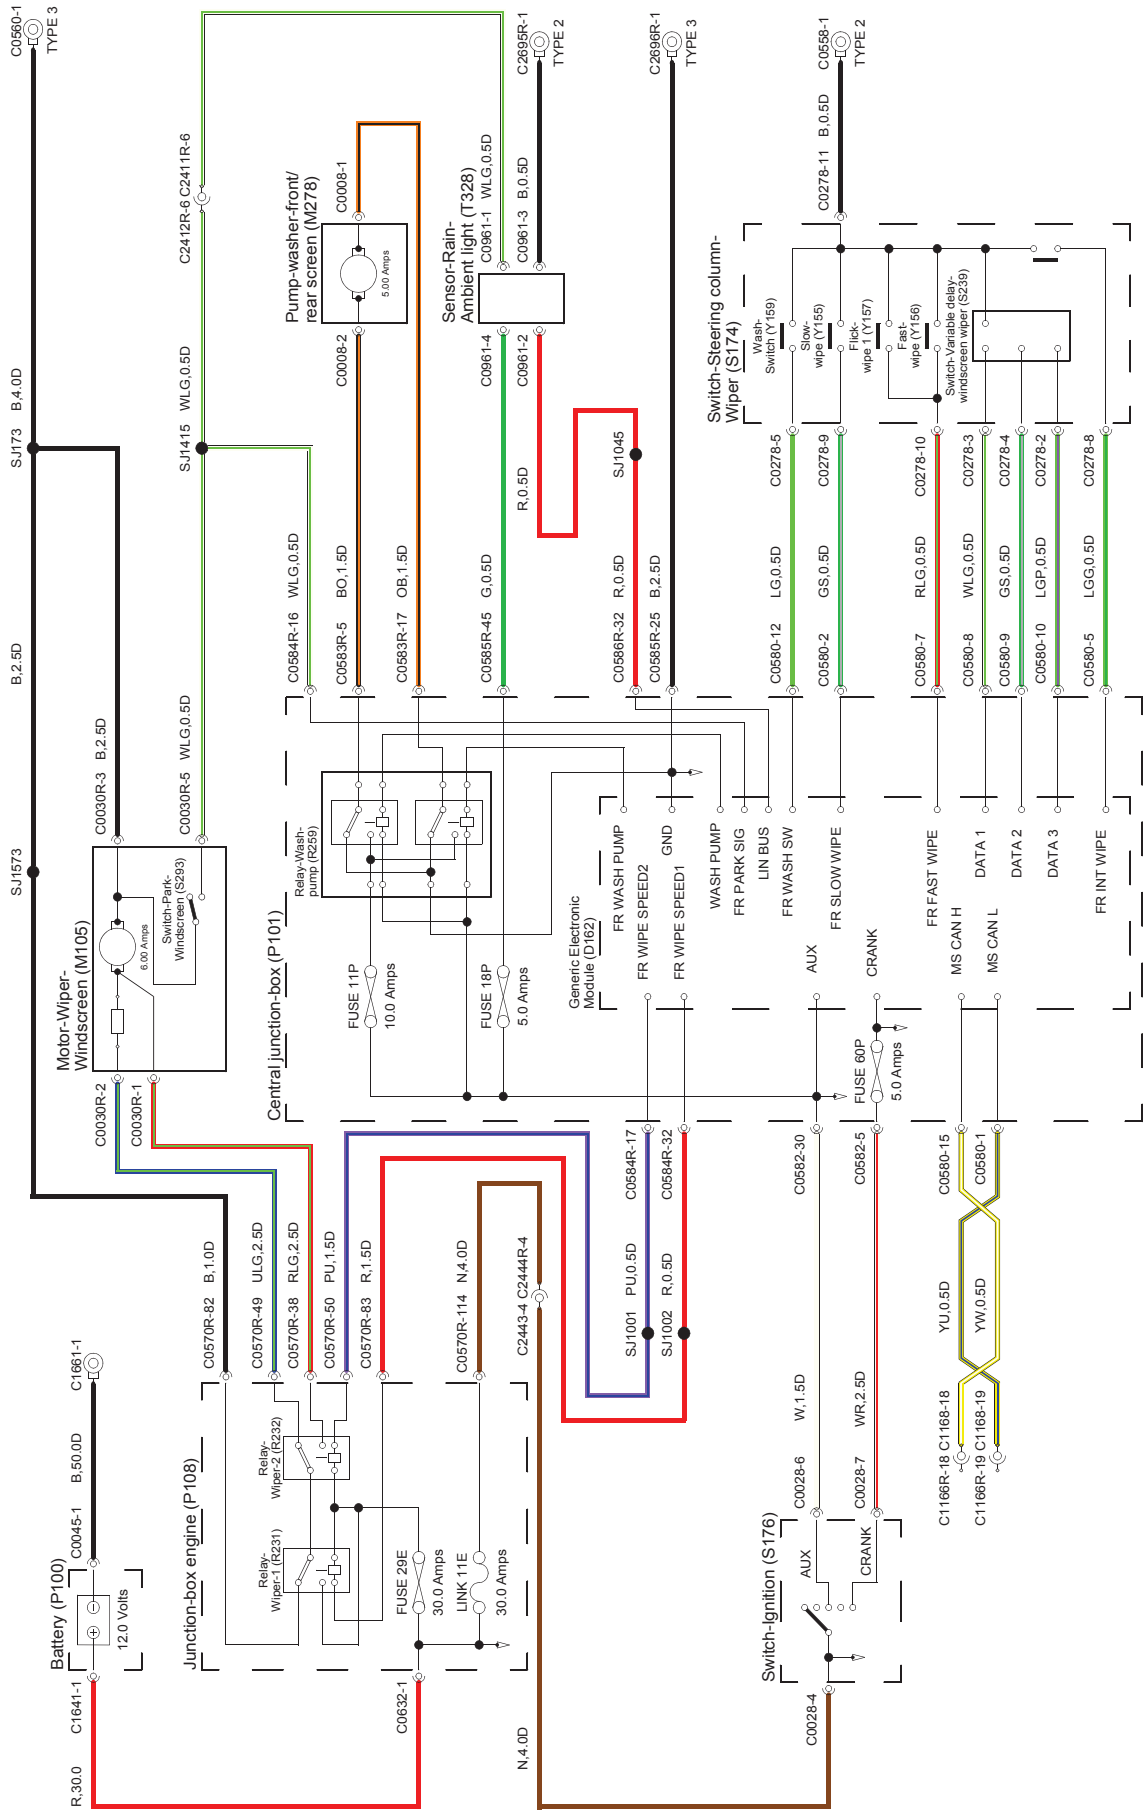 Battery (P100)
12.0 Volts
C1641-1
R,30.0
C0045-1
B,50.0D
C1661-1
Junction-box engine (P108)
Relay-
Wiper-1 (R231)
Relay-
Wiper-2 (R232)
FUSE 29E
30.0 Amps
LINK 11E
30.0 Amps
C0632-1
C0570R-82
B,1.0D
C0570R-49
ULG,2.5D
C0570R-38
RLG,2.5D
C0570R-50
PU,1.5D
C0570R-83
R,1.5D
C0570R-114
N,4.0D
C2443-4
C2444R-4
N,4.0D
Switch-Ignition (S176)
AUX
CRANK
C0028-4
C0028-6
W,1.5D
C0028-7
WR,2.5D
C0582-30
C0582-5
SJ1001
PU,0.5D
C0584R-17
SJ1002
R,0.5D
C0584R-32
C1166R-18
C1168-18
C1166R-19
C1168-19
YU,0.5D
YW,0.5D
C0580-15
C0580-1
Motor-Wiper-
Windscreen (M105)
6.00 Amps
Switch-Park-
Windscreen (S293)
C0030R-2
C0030R-1
C0030R-3
B,2.5D
C0030R-5
WLG,0.5D
SJ1573
B,2.5D
SJ173
B,4.0D
C0560-1
TYPE 3
SJ1415
WLG,0.5D
C2412R-6
C2411R-6
Central junction-box (P101)
Relay-Wash-
pump (R259)
FUSE 11P
10.0 Amps
FUSE 18P
5.0 Amps
FUSE 60P
5.0 Amps
Generic Electronic
Module (D162)
FR WASH PUMP
FR WIPE SPEED2
GND
FR WIPE SPEED1
WASH PUMP
FR PARK SIG
LIN BUS
FR WASH SW
AUX
FR SLOW WIPE
CRANK
FR FAST WIPE
MS CAN H
DATA 1
MS CAN L
DATA 2
DATA 3
FR INT WIPE
C0584R-16
WLG,0.5D
C0583R-5
BO,1.5D
C0583R-17
OB,1.5D
C0585R-45
G,0.5D
C0586R-32
R,0.5D
C0585R-25
B,2.5D
C0580-12
LG,0.5D
C0278-5
C0580-2
GS,0.5D
C0278-9
C0580-7
RLG,0.5D
C0278-10
C0580-8
WLG,0.5D
C0278-3
C0580-9
GS,0.5D
C0278-4
C0580-10
LGP,0.5D
C0278-2
C0580-5
LGG,0.5D
C0278-8
Pump-washer-front/
rear screen (M278)
5.00 Amps
C0008-2
C0008-1
Sensor-Rain-
Ambient light (T328)
C0961-4
C0961-2
R,0.5D
SJ1045
C0961-1
WLG,0.5D
C0961-3
B,0.5D
C2695R-1
TYPE 2
C2696R-1
TYPE 3
Switch-Steering column-
Wiper (S174)
Wash-
Switch (Y159)
Slow-
wipe (Y155)
Flick-
wipe 1 (Y157)
Fast-
wipe (Y156)
Switch-Variable delay-
windscreen wiper (S239)
C0278-11
B,0.5D
C0558-1
TYPE 2